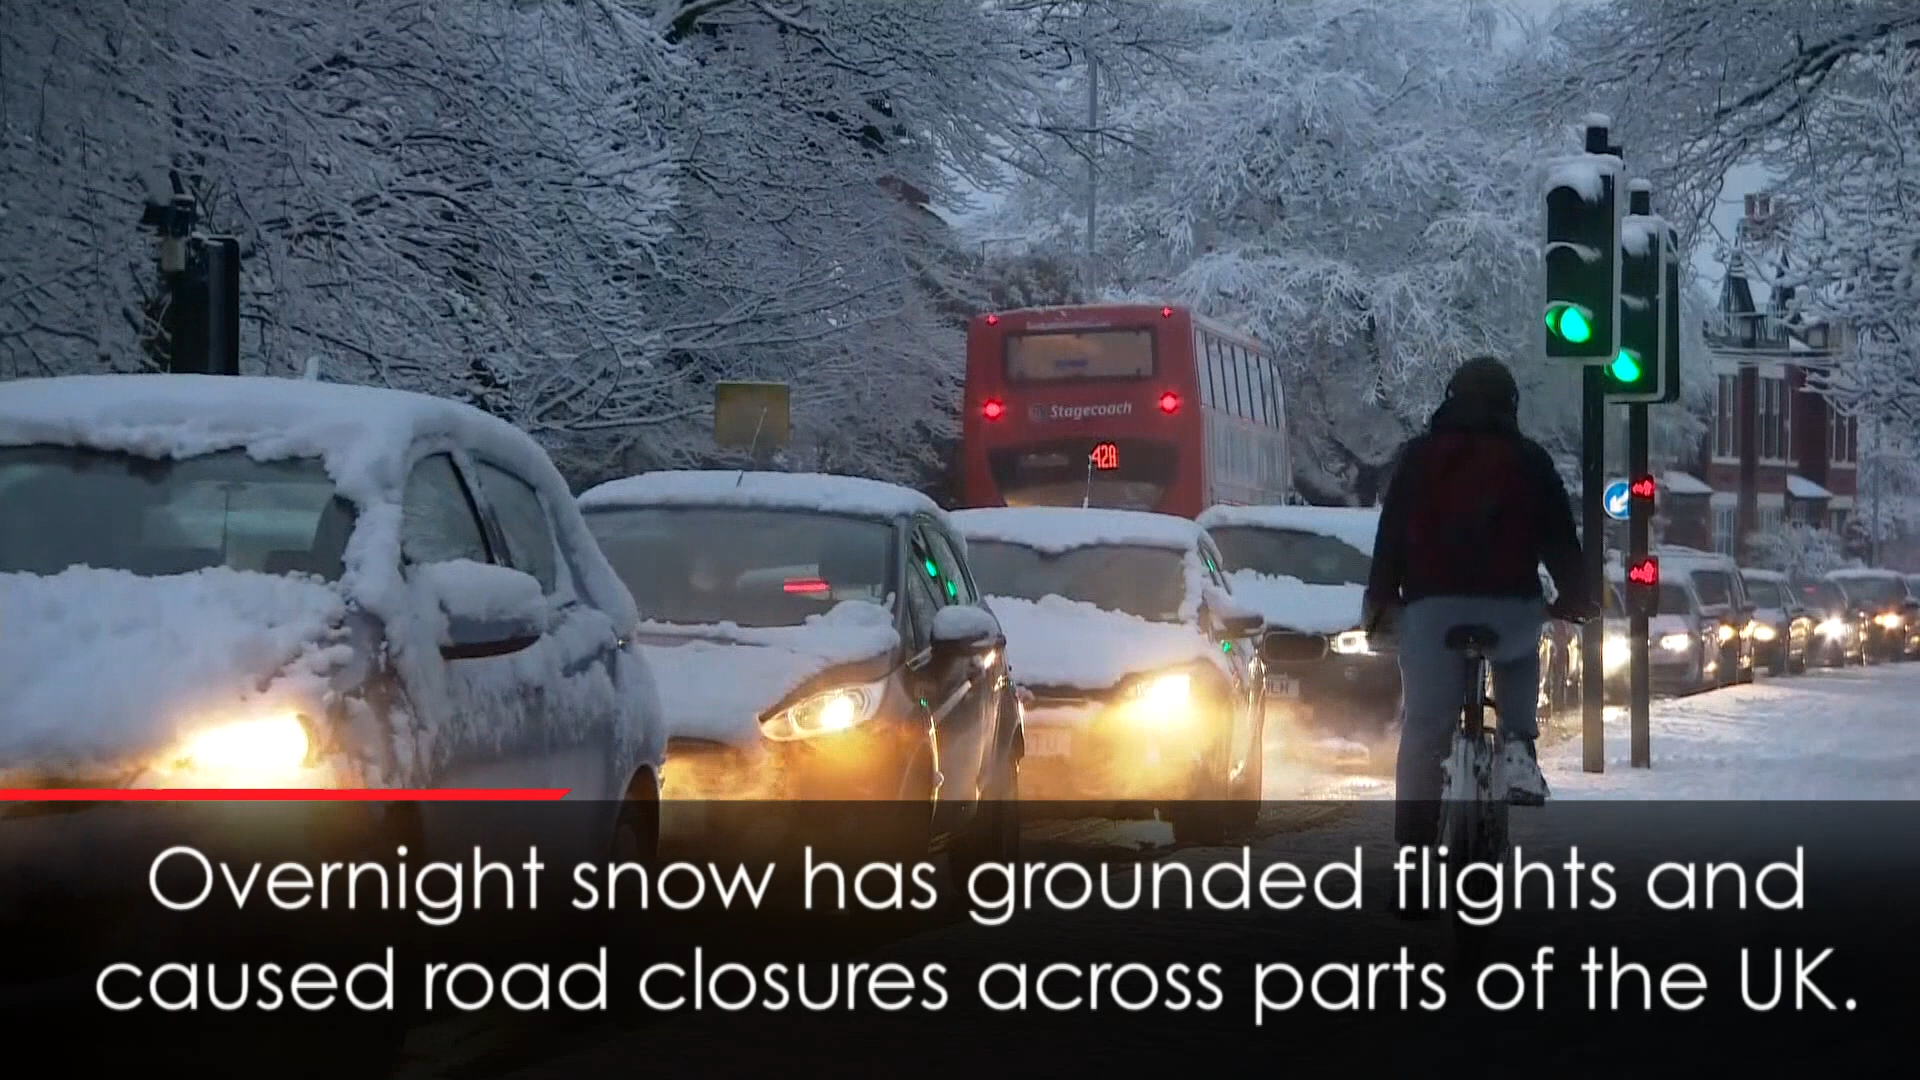 Stagecoach
42A
Overnight snow has grounded flights and
caused road closures across parts of the UK.